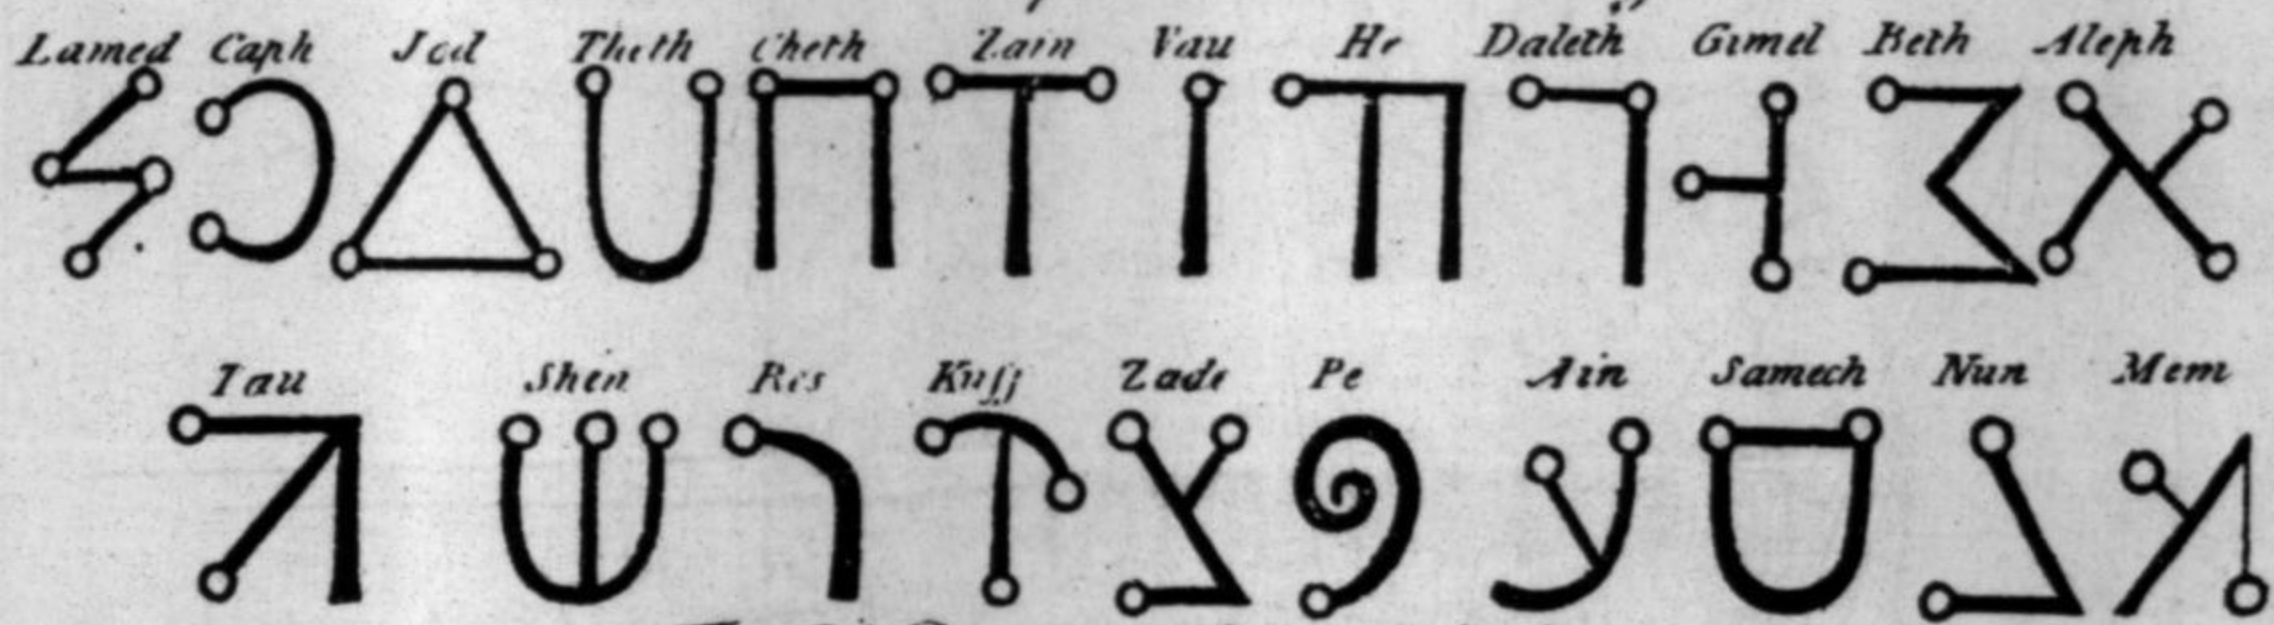 Lamed Caph Jod Theth Cheth Zain Vau He Daleth Gimel Beth Aleph
Tau Shen Res Kuff Zade Pe Ain Samech Nun Mem